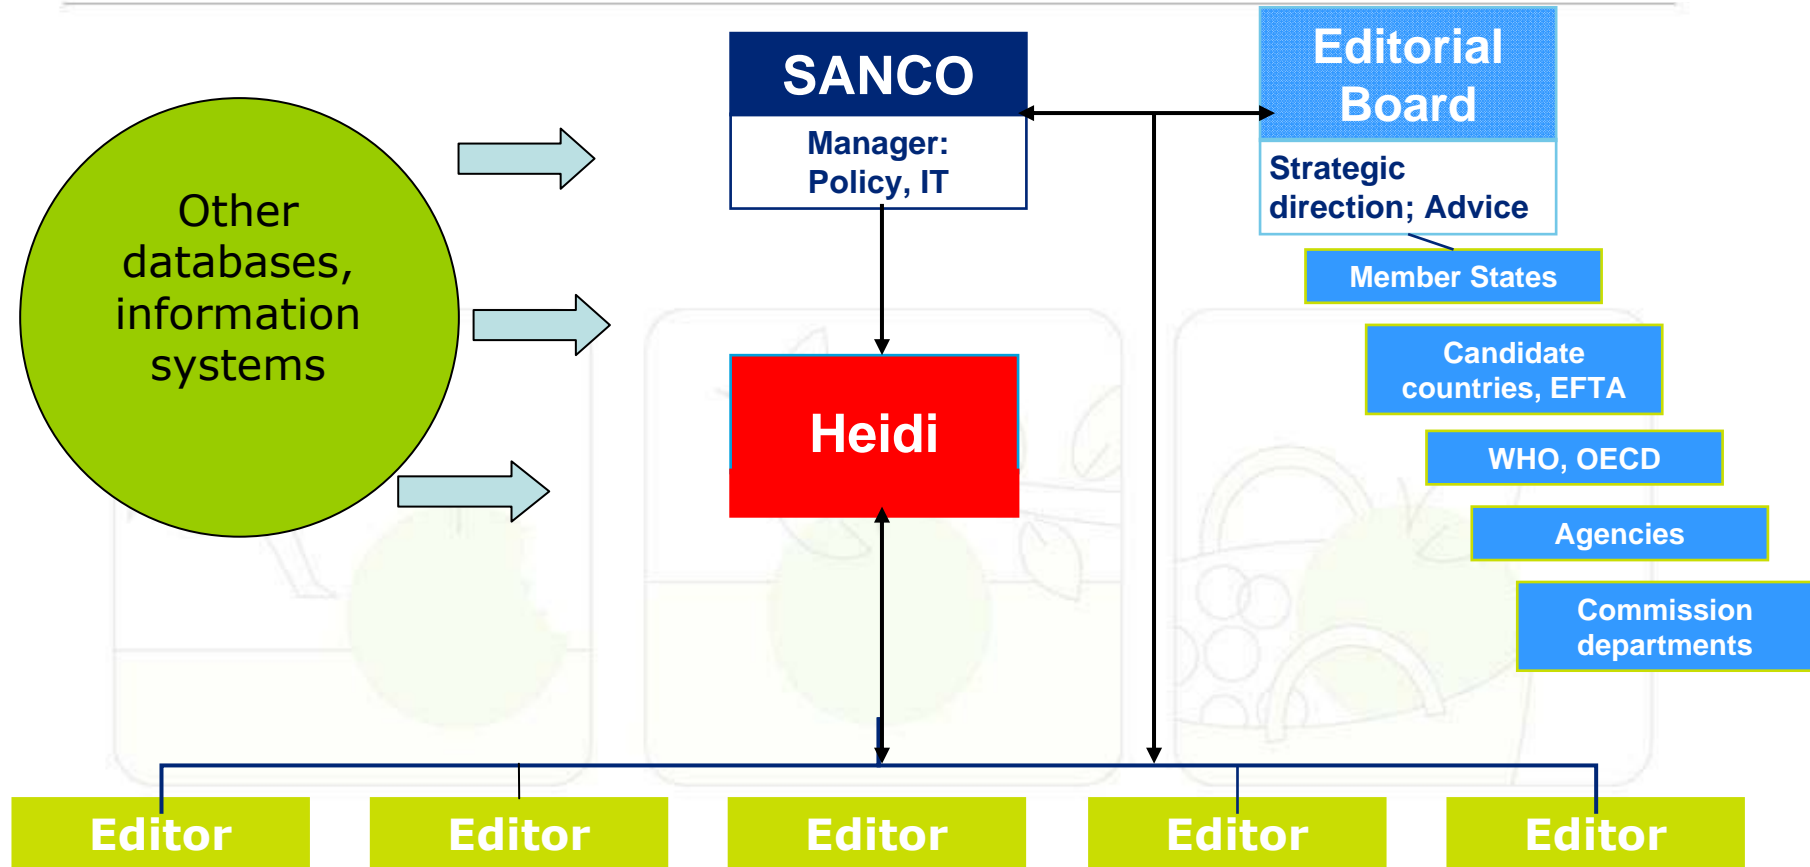 SANCO
Manager:
Policy, IT
Editorial
Board
Strategic
direction; Advice
Other
databases,
information
systems
Member States
Candidate
countries, EFTA
Heidi
WHO, OECD
Agencies
Commission
departments
Editor
Editor
Editor
Editor
Editor